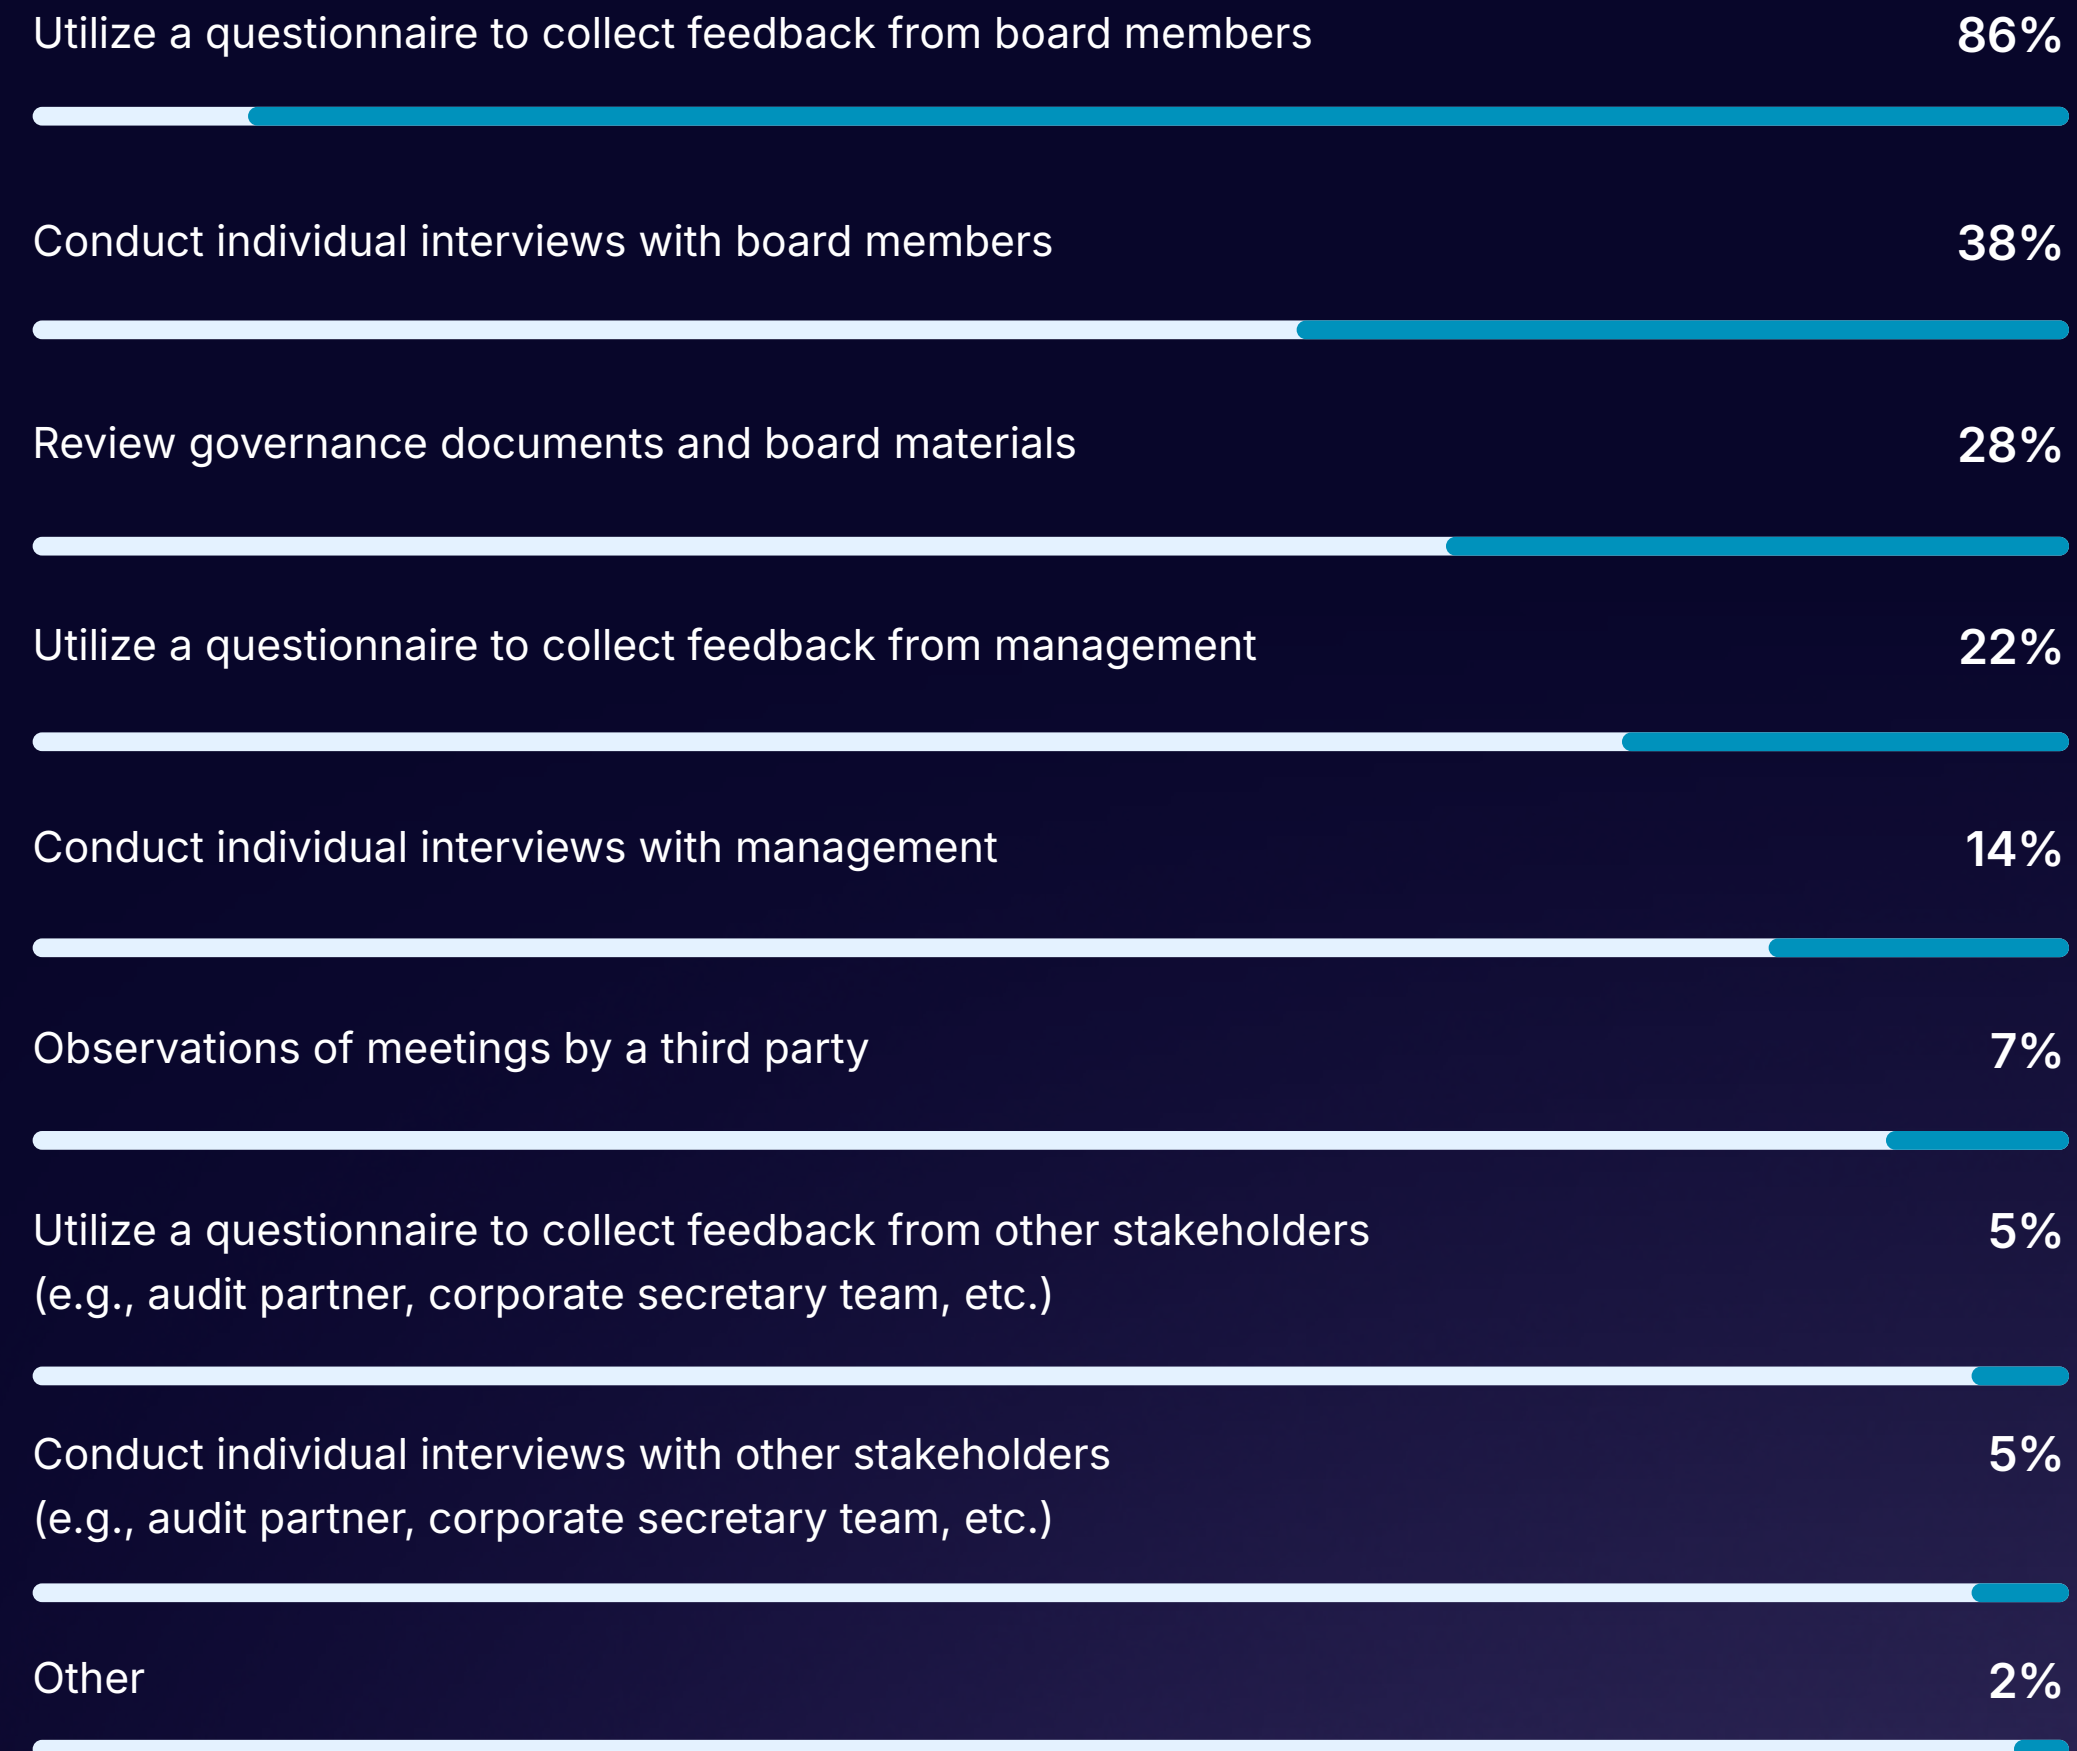 Utilize a questionnaire to collect feedback from board members 86%
Conduct individual interviews with board members 38%
Review governance documents and board materials 28%
Utilize a questionnaire to collect feedback from management 22%
Conduct individual interviews with management 14%
Observations of meetings by a third party 7%
Utilize a questionnaire to collect feedback from other stakeholders 5%
(e.g., audit partner, corporate secretary team, etc.)
Conduct individual interviews with other stakeholders 5%
(e.g., audit partner, corporate secretary team, etc.)
Other 2%